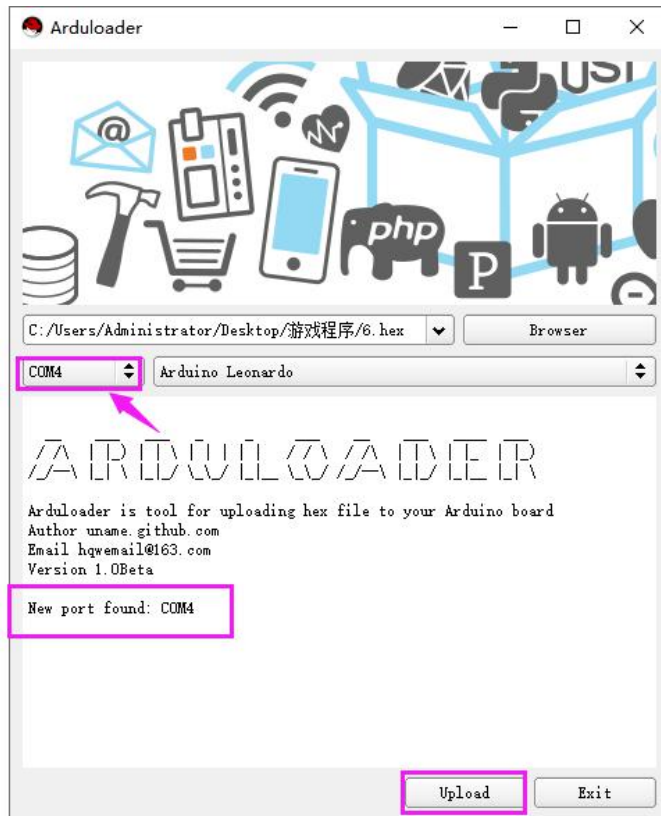 Arduloader
USI
@
php
P
C:/Users/Administrator/Desktop/游戏程序/6.hex
Browser
COM4
Arduino Leonardo
ARDULOADER
Arduloader is tool for uploading hex file to your Arduino board
Author uname.github.com
Email hqwemail@163.com
Version 1.0Beta
New port found: COM4
Upload
Exit